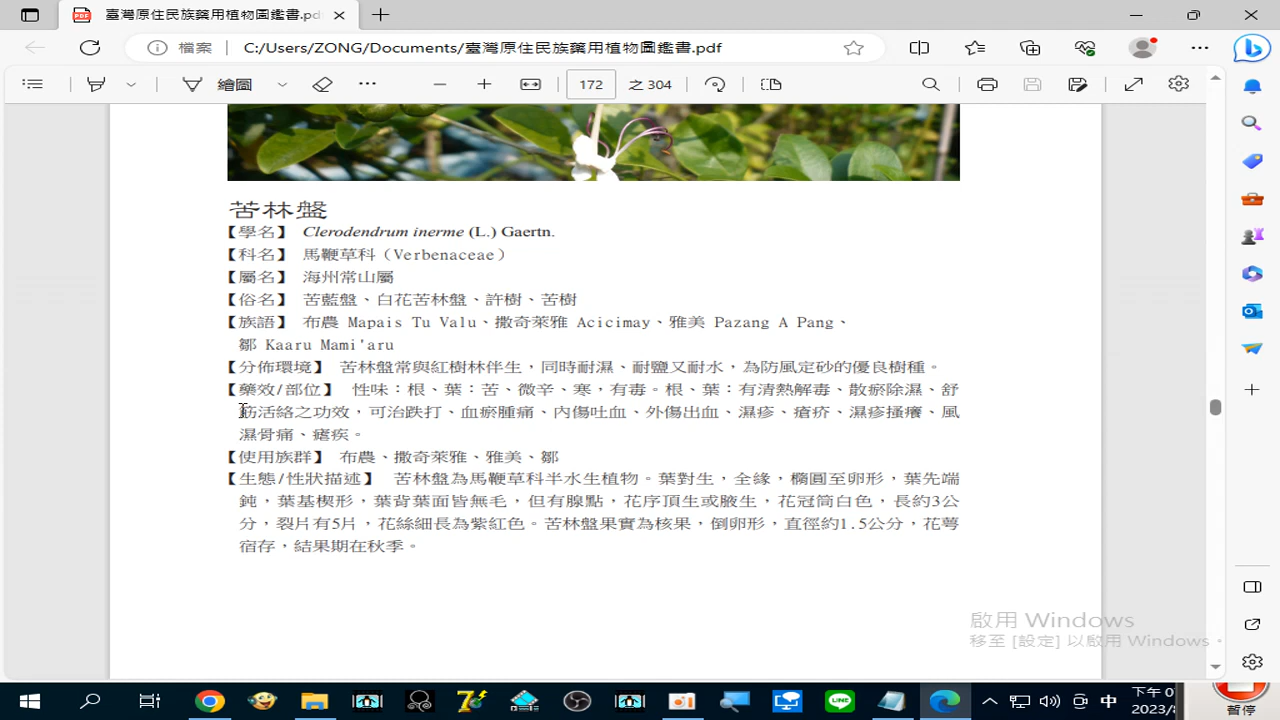 臺灣原住民族藥用植物圖鑑書.pd
檔案 C:/Users/ZONG/Documents/臺灣原住民族藥用植物圖鑑書.pdf
繪圖 172 之 304
苦林盤
【學名】 Clerodendrum inerme (L.) Gaertn.
【科名】 馬鞭草科（Verbenaceae）
【屬名】 海州常山屬
【俗名】 苦藍盤、白花苦林盤、許樹、苦樹
【族語】 布農 Mapais Tu Valu、撒奇萊雅 Acicimay、雅美 Pazang A Pang、
鄒 Kaaru Mami'aru
【分佈環境】 苦林盤常與紅樹林伴生，同時耐濕、耐鹽又耐水，為防風定砂的優良樹種。
【藥效/部位】 性味：根、葉：苦、微辛、寒，有毒。根、葉：有清熱解毒、散瘀除濕、舒
筋活絡之功效，可治跌打、血瘀腫痛、內傷吐血、外傷出血、濕疹、瘡疥、濕疹搔癢、風
濕骨痛、瘧疾。
【使用族群】 布農、撒奇萊雅、雅美、鄒
【生態/性狀描述】 苦林盤為馬鞭草科半水生植物。葉對生，全緣，橢圓至卵形，葉先端
鈍，葉基楔形，葉背葉面皆無毛，但有腺點，花序頂生或腋生，花冠筒白色，長約3公
分，裂片有5片，花絲細長為紫紅色。苦林盤果實為核果，倒卵形，直徑約1.5公分，花萼
宿存，結果期在秋季。
啟用 Windows
移至 [設定] 以啟用 Windows。
中 下午 0
2023/8
暫停